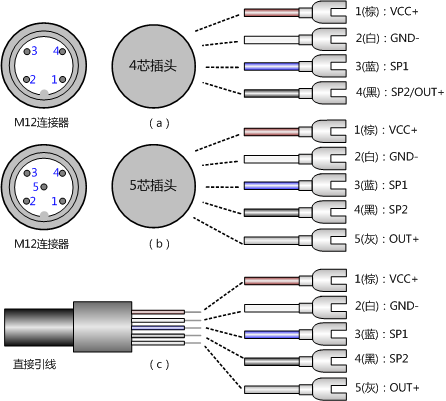 1(棕): VCC+
2(白): GND-
3(蓝): SP1
4(黑): SP2/OUT+
3 4
2 1
4芯插头
M12连接器
(a)
1(棕): VCC+
2(白): GND-
3(蓝): SP1
4(黑): SP2
5(灰): OUT+
3 4
5
2 1
5芯插头
M12连接器
(b)
1(棕): VCC+
2(白): GND-
3(蓝): SP1
4(黑): SP2
5(灰): OUT+
直接引线
(c)